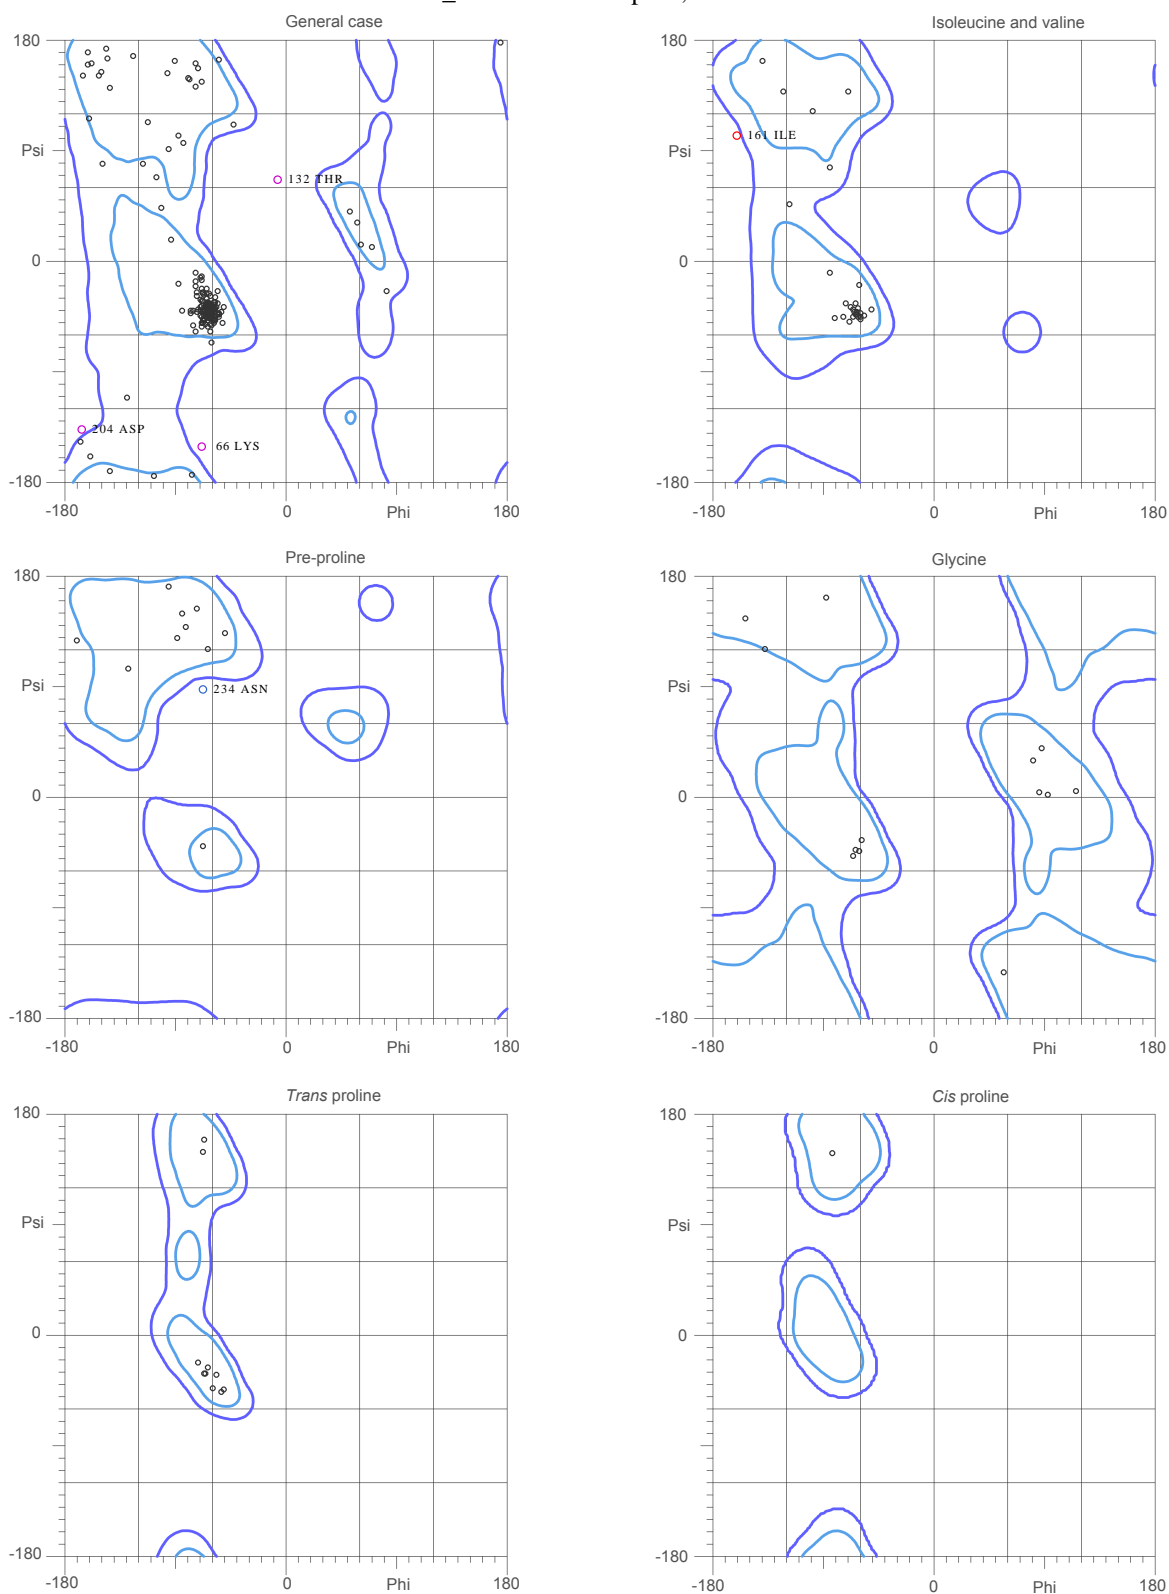 General case
180
Psi
0
-180
-180
0
Phi
180
132 THR
204 ASP
66 LYS
Isoleucine and valine
180
Psi
0
-180
-180
0
Phi
180
161 ILE
Pre-proline
180
Psi
0
-180
-180
0
Phi
180
234 ASN
Glycine
180
Psi
0
-180
-180
0
Phi
180
Trans proline
180
Psi
0
-180
-180
0
Phi
180
Cis proline
180
Psi
0
-180
-180
0
Phi
180